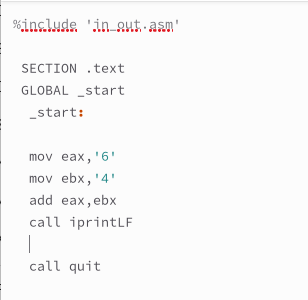 %include 'in_out.asm'
SECTION .text
GLOBAL _start
_start:
mov eax,'6'
mov ebx,'4'
add eax,ebx
call iprintLF
call quit